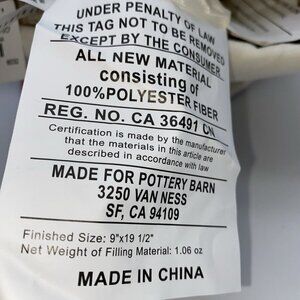 UNDER PENALTY OF LAW
THIS TAG NOT TO BE REMOVED
EXCEPT BY THE CONSUMER
ALL NEW MATERIAL
consisting of
100%POLYESTER FIBER
REG. NO. CA 36491 CN
Certification is made by the manufacturer
that the materials in this article are
described in accordance with law
MADE FOR POTTERY BARN
3250 VAN NESS
SF, CA 94109
Finished Size: 9"x19 1/2"
Net Weight of Filling Material: 1.06 oz
MADE IN CHINA